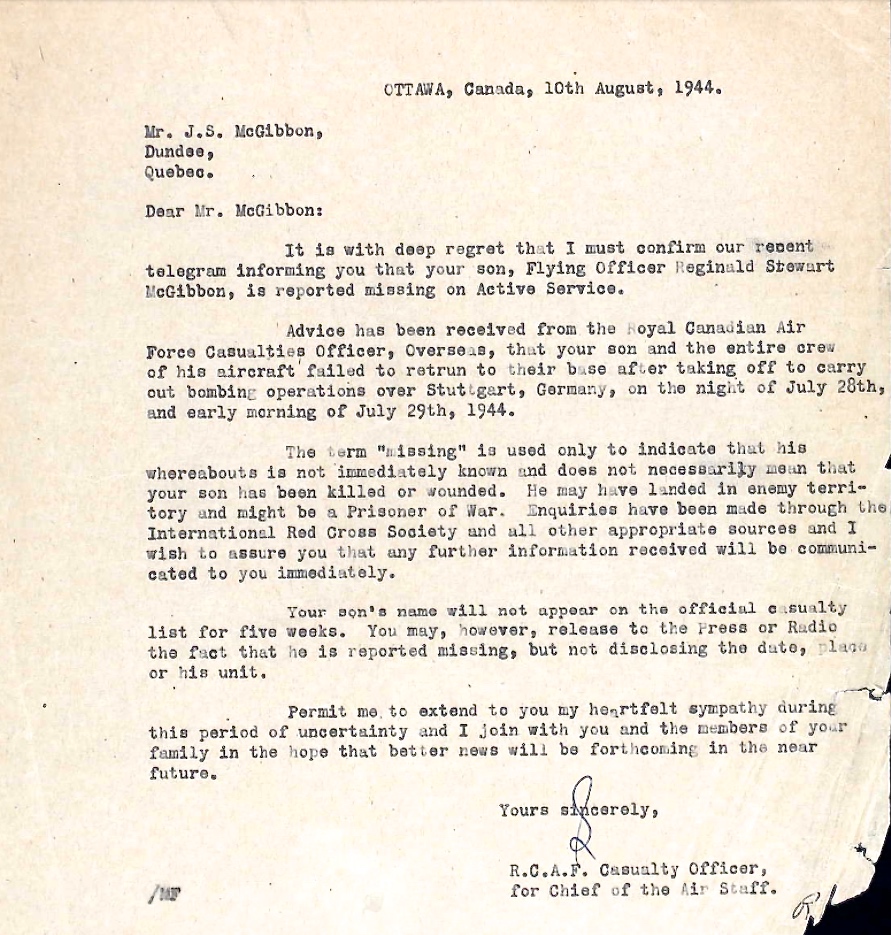 OTTAWA, Canada, 10th August, 1944.
Mr. J.S. McGibbon,
Dundee,
Quebec.
Dear Mr. McGibbon:
It is with deep regret that I must confirm our recent
telegram informing you that your son, Flying Officer Reginald Stewart
McGibbon, is reported missing on Active Service.
Advice has been received from the Royal Canadian Air
Force Casualties Officer, Overseas, that your son and the entire crew
of his aircraft failed to retrun to their base after taking off to carry
out bombing operations over Stuttgart, Germany, on the night of July 28th,
and early morning of July 29th, 1944.
The term "missing" is used only to indicate that his
whereabouts is not immediately known and does not necessarily mean that
your son has been killed or wounded. He may have landed in enemy terri-
tory and might be a Prisoner of War. Enquiries have been made through the
International Red Cross Society and all other appropriate sources and I
wish to assure you that any further information received will be communi-
cated to you immediately.
Your son's name will not appear on the official casualty
list for five weeks. You may, however, release to the Press or Radio
the fact that he is reported missing, but not disclosing the date, place
or his unit.
Permit me to extend to you my heartfelt sympathy during
this period of uncertainty and I join with you and the members of your
family in the hope that better news will be forthcoming in the near
future.
Yours sincerely,
R.C.A.F. Casualty Officer,
for Chief of the Air Staff.
/MF